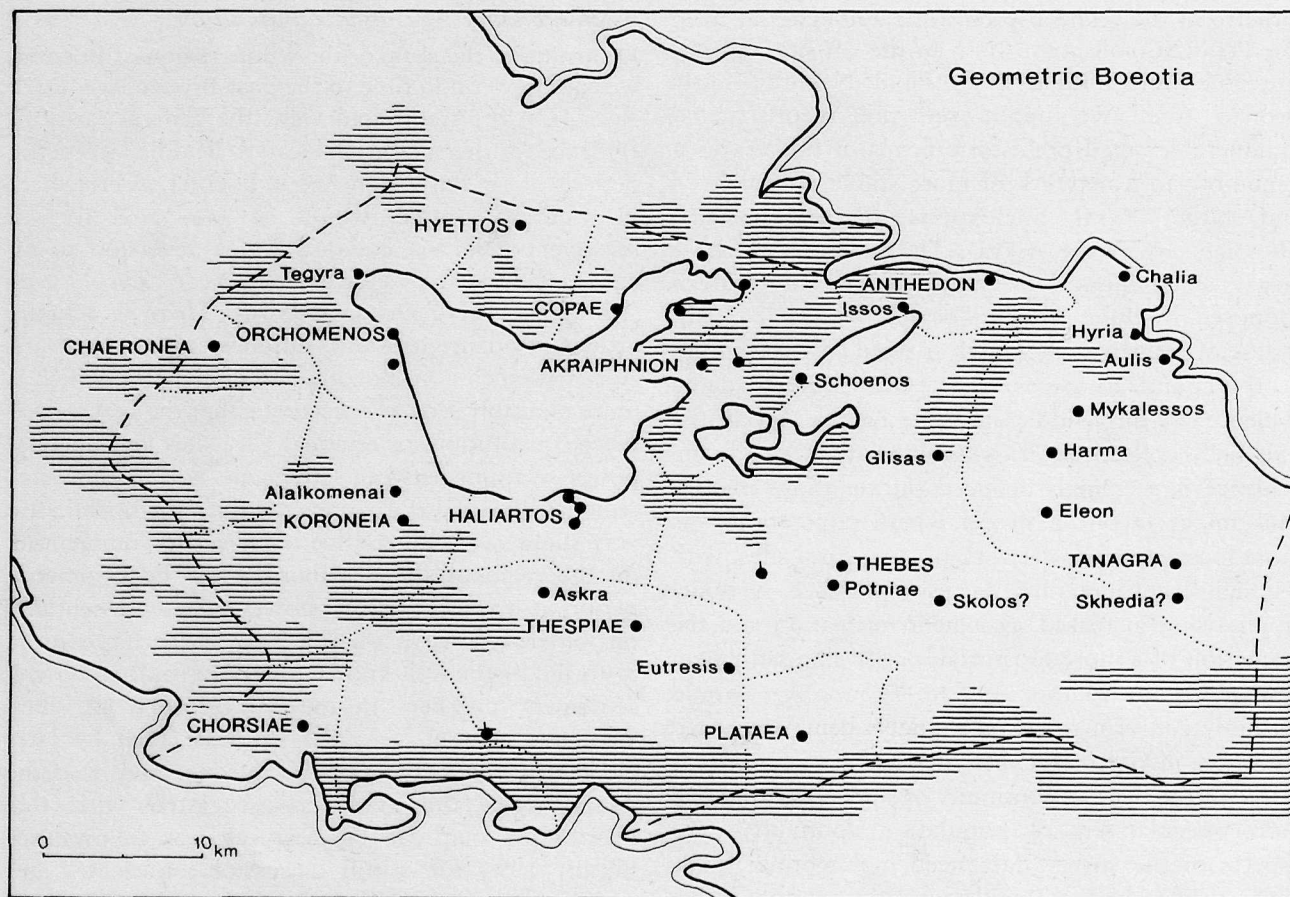 Geometric Boeotia
HYETTOS
Tegyra
COPAE
ANTHEDON
Chalia
Issos
ORCHOMENOS
CHAERONEA
Hyria
Aulis
AKRAIPHNION
Schoenos
Mykalessos
Glisas
Harma
Alalkomenai
KORONEIA
HALIARTOS
Eleon
THEBES
TANAGRA
Potniae
Askra
Skolos?
Skhedia?
THESPIAE
Eutresis
CHORSIAE
PLATAEA
0 10 km